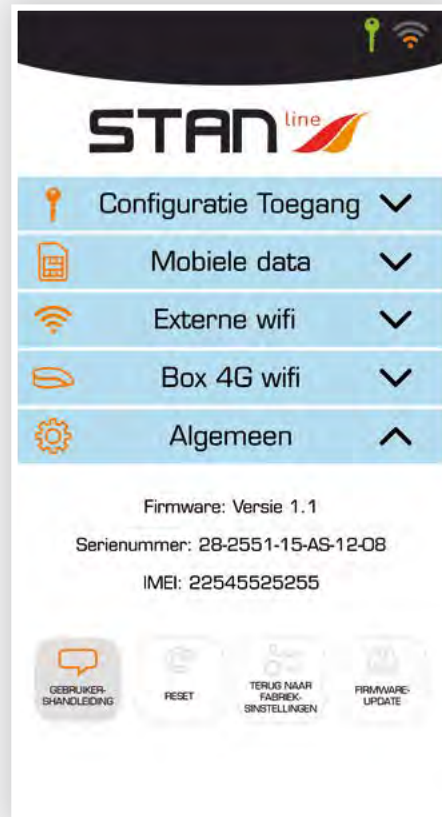 STAN line
Configuratie Toegang
Mobiele data
Externe wifi
Box 4G wifi
Algemeen
Firmware: Versie 1.1
Serienummer: 28-2551-15-AS-12-08
IMEI: 22545525255
GEBRUIKER-
SHANDLEIDING
RESET
TERUG NAAR
FABRIEK-
SINSTELLINGEN
FIRMWARE-
UPDATE